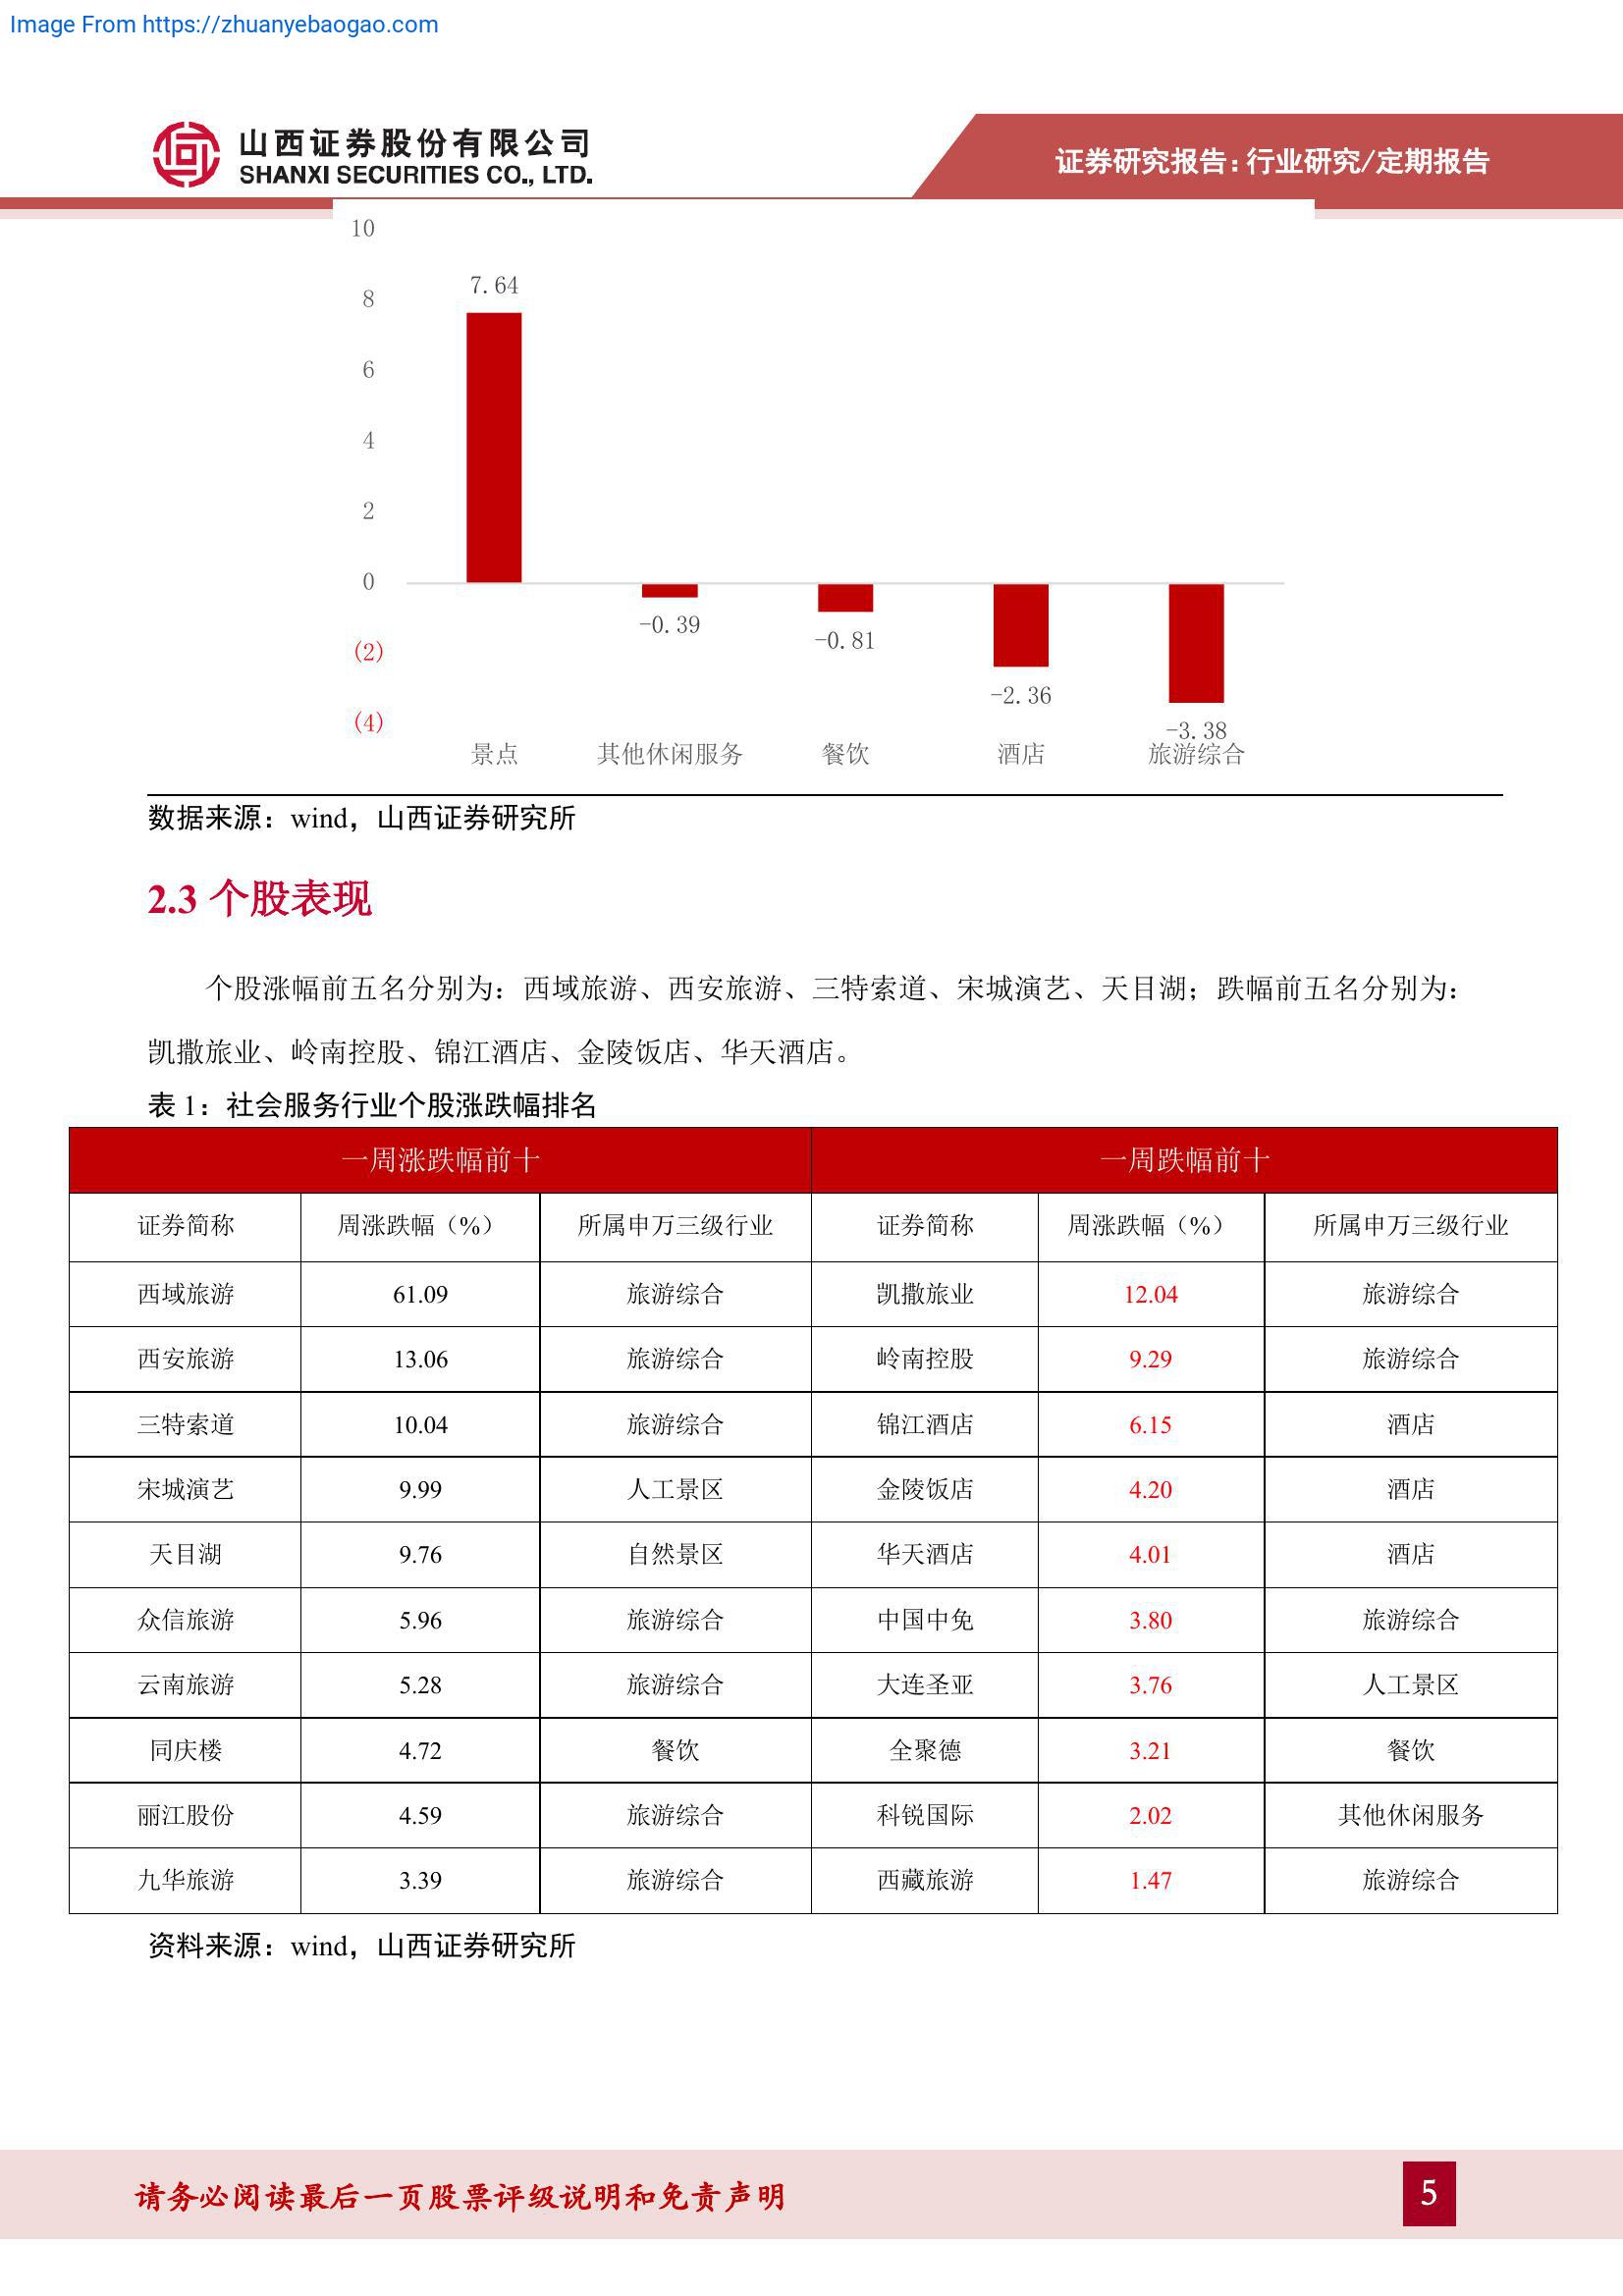 Image From https://zhuanyebaogao.com
山西证券股份有限公司
SHANXI SECURITIES CO., LTD.
证券研究报告：行业研究/定期报告
10
8
6
4
2
0
(2)
(4)
7.64
-0.39
-0.81
-2.36
-3.38
景点 其他休闲服务 餐饮 酒店 旅游综合
数据来源：wind，山西证券研究所
2.3 个股表现
个股涨幅前五名分别为：西域旅游、西安旅游、三特索道、宋城演艺、天目湖；跌幅前五名分别为：
凯撒旅业、岭南控股、锦江酒店、金陵饭店、华天酒店。
表 1：社会服务行业个股涨跌幅排名
一周涨跌幅前十 一周跌幅前十
证券简称 周涨跌幅（%） 所属申万三级行业 证券简称 周涨跌幅（%） 所属申万三级行业
西域旅游 61.09 旅游综合 凯撒旅业 12.04 旅游综合
西安旅游 13.06 旅游综合 岭南控股 9.29 旅游综合
三特索道 10.04 旅游综合 锦江酒店 6.15 酒店
宋城演艺 9.99 人工景区 金陵饭店 4.20 酒店
天目湖 9.76 自然景区 华天酒店 4.01 酒店
众信旅游 5.96 旅游综合 中国中免 3.80 旅游综合
云南旅游 5.28 旅游综合 大连圣亚 3.76 人工景区
同庆楼 4.72 餐饮 全聚德 3.21 餐饮
丽江股份 4.59 旅游综合 科锐国际 2.02 其他休闲服务
九华旅游 3.39 旅游综合 西藏旅游 1.47 旅游综合
资料来源：wind，山西证券研究所
请务必阅读最后一页股票评级说明和免责声明
5